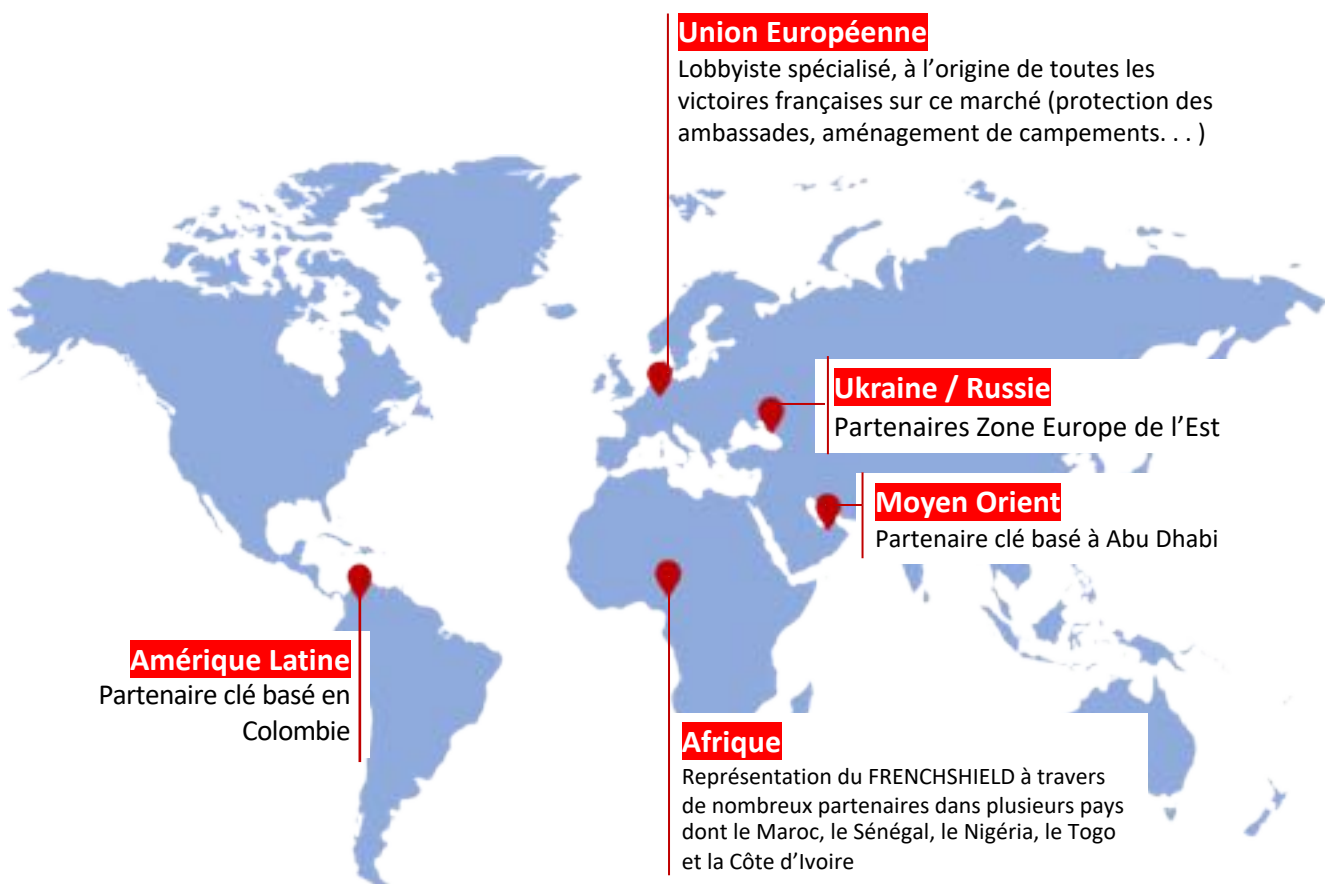 Union Européenne
Lobbyiste spécialisé, à l’origine de toutes les
victoires françaises sur ce marché (protection des
ambassades, aménagement de campements. . . )
Ukraine / Russie
Partenaires Zone Europe de l’Est
Moyen Orient
Partenaire clé basé à Abu Dhabi
Amérique Latine
Partenaire clé basé en
Colombie
Afrique
Représentation du FRENCHSHIELD à travers
de nombreux partenaires dans plusieurs pays
dont le Maroc, le Sénégal, le Nigéria, le Togo
et la Côte d’Ivoire